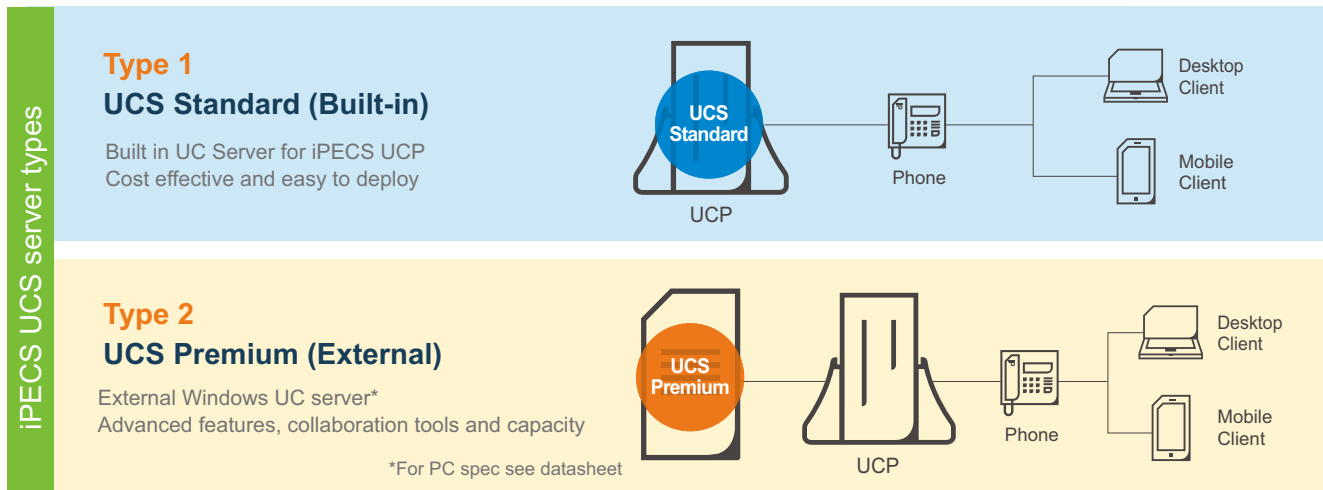 iPECS UCS server types
Type 1
UCS Standard (Built-in)
Built in UC Server for iPECS UCP
Cost effective and easy to deploy
UCS
Standard
UCP
Phone
Desktop
Client
Mobile
Client
Type 2
UCS Premium (External)
External Windows UC server*
Advanced features, collaboration tools and capacity
*For PC spec see datasheet
UCS
Premium
UCP
Phone
Desktop
Client
Mobile
Client